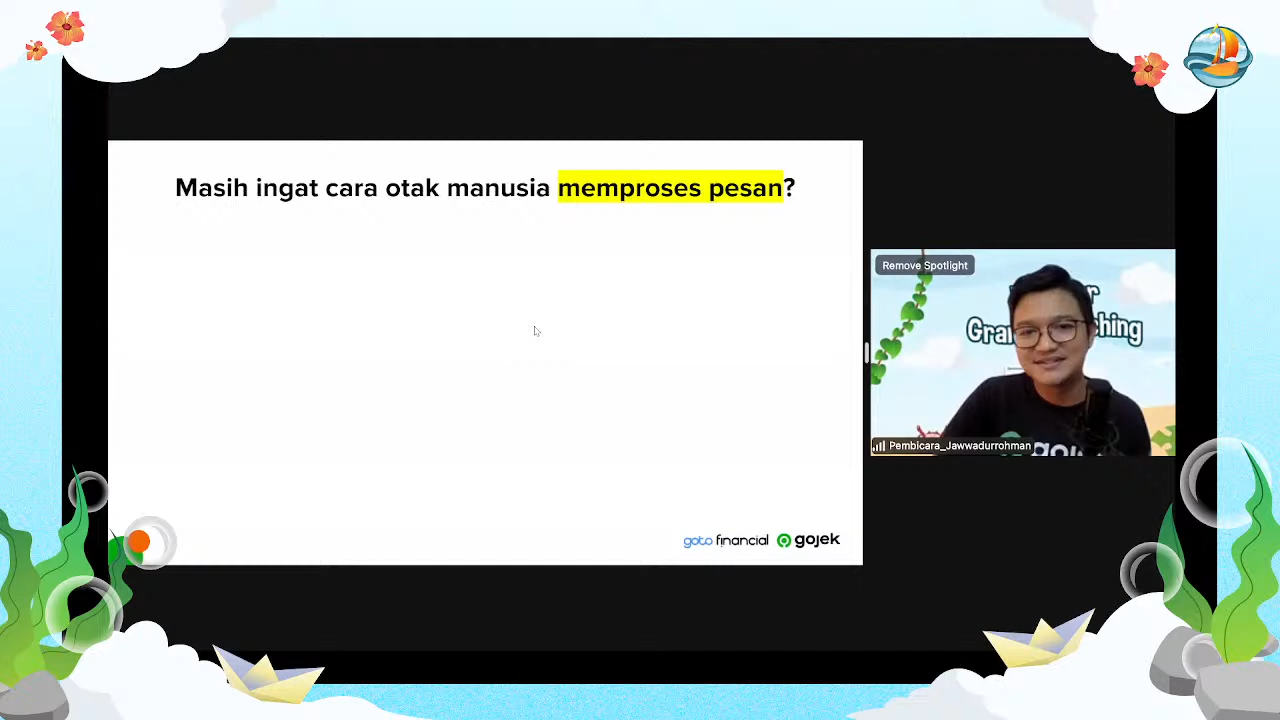 Masih ingat cara otak manusia memproses pesan?
Remove Spotlight
Pembicara_Jawwadurrohman
goto financial gojek